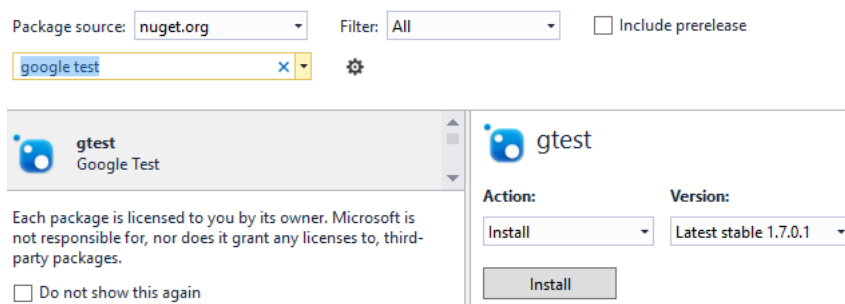 Package source: nuget.org Filter: All Include prerelease
google test
gtest
Google Test
gtest
Action: Version:
Install Latest stable 1.7.0.1
Install
Each package is licensed to you by its owner. Microsoft is
not responsible for, nor does it grant any licenses to, third-
party packages.
Do not show this again